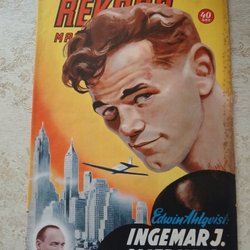 REKORD
MA
40
Edwin Ahlqvist:
INGEMAR J.